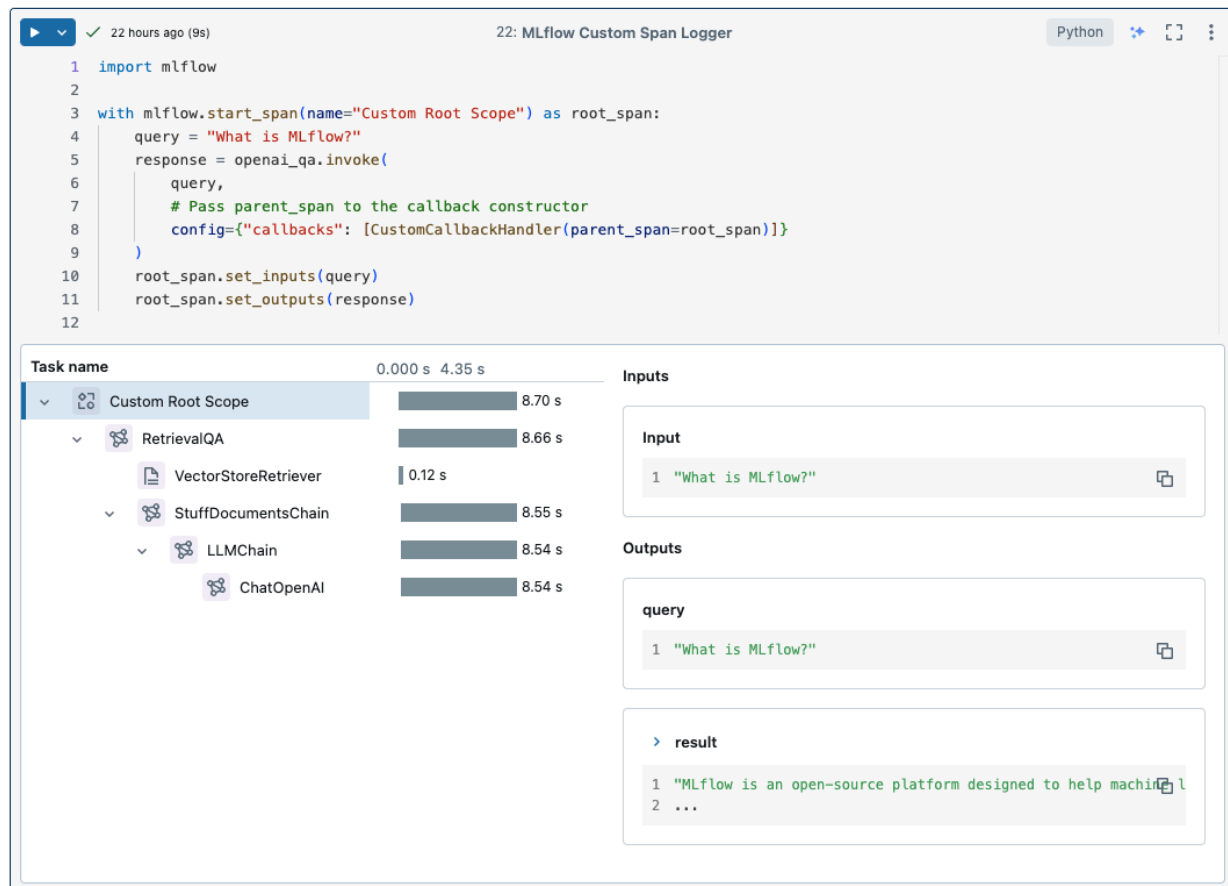 22 hours ago (9s)
22: MLflow Custom Span Logger
Python
1 import mlflow
2
3 with mlflow.start_span(name="Custom Root Scope") as root_span:
4     query = "What is MLflow?"
5     response = openai_qa.invoke(
6         query,
7         # Pass parent_span to the callback constructor
8         config={"callbacks": [CustomCallbackHandler(parent_span=root_span)]}
9     )
10     root_span.set_inputs(query)
11     root_span.set_outputs(response)
12
Task name
0.000 s 4.35 s
Custom Root Scope 8.70 s
RetrievalQA 8.66 s
VectorStoreRetriever 0.12 s
StuffDocumentsChain 8.55 s
LLMChain 8.54 s
ChatOpenAI 8.54 s
Inputs
Input
1 "What is MLflow?"
Outputs
query
1 "What is MLflow?"
result
1 "MLflow is an open-source platform designed to help machine l
2 ...